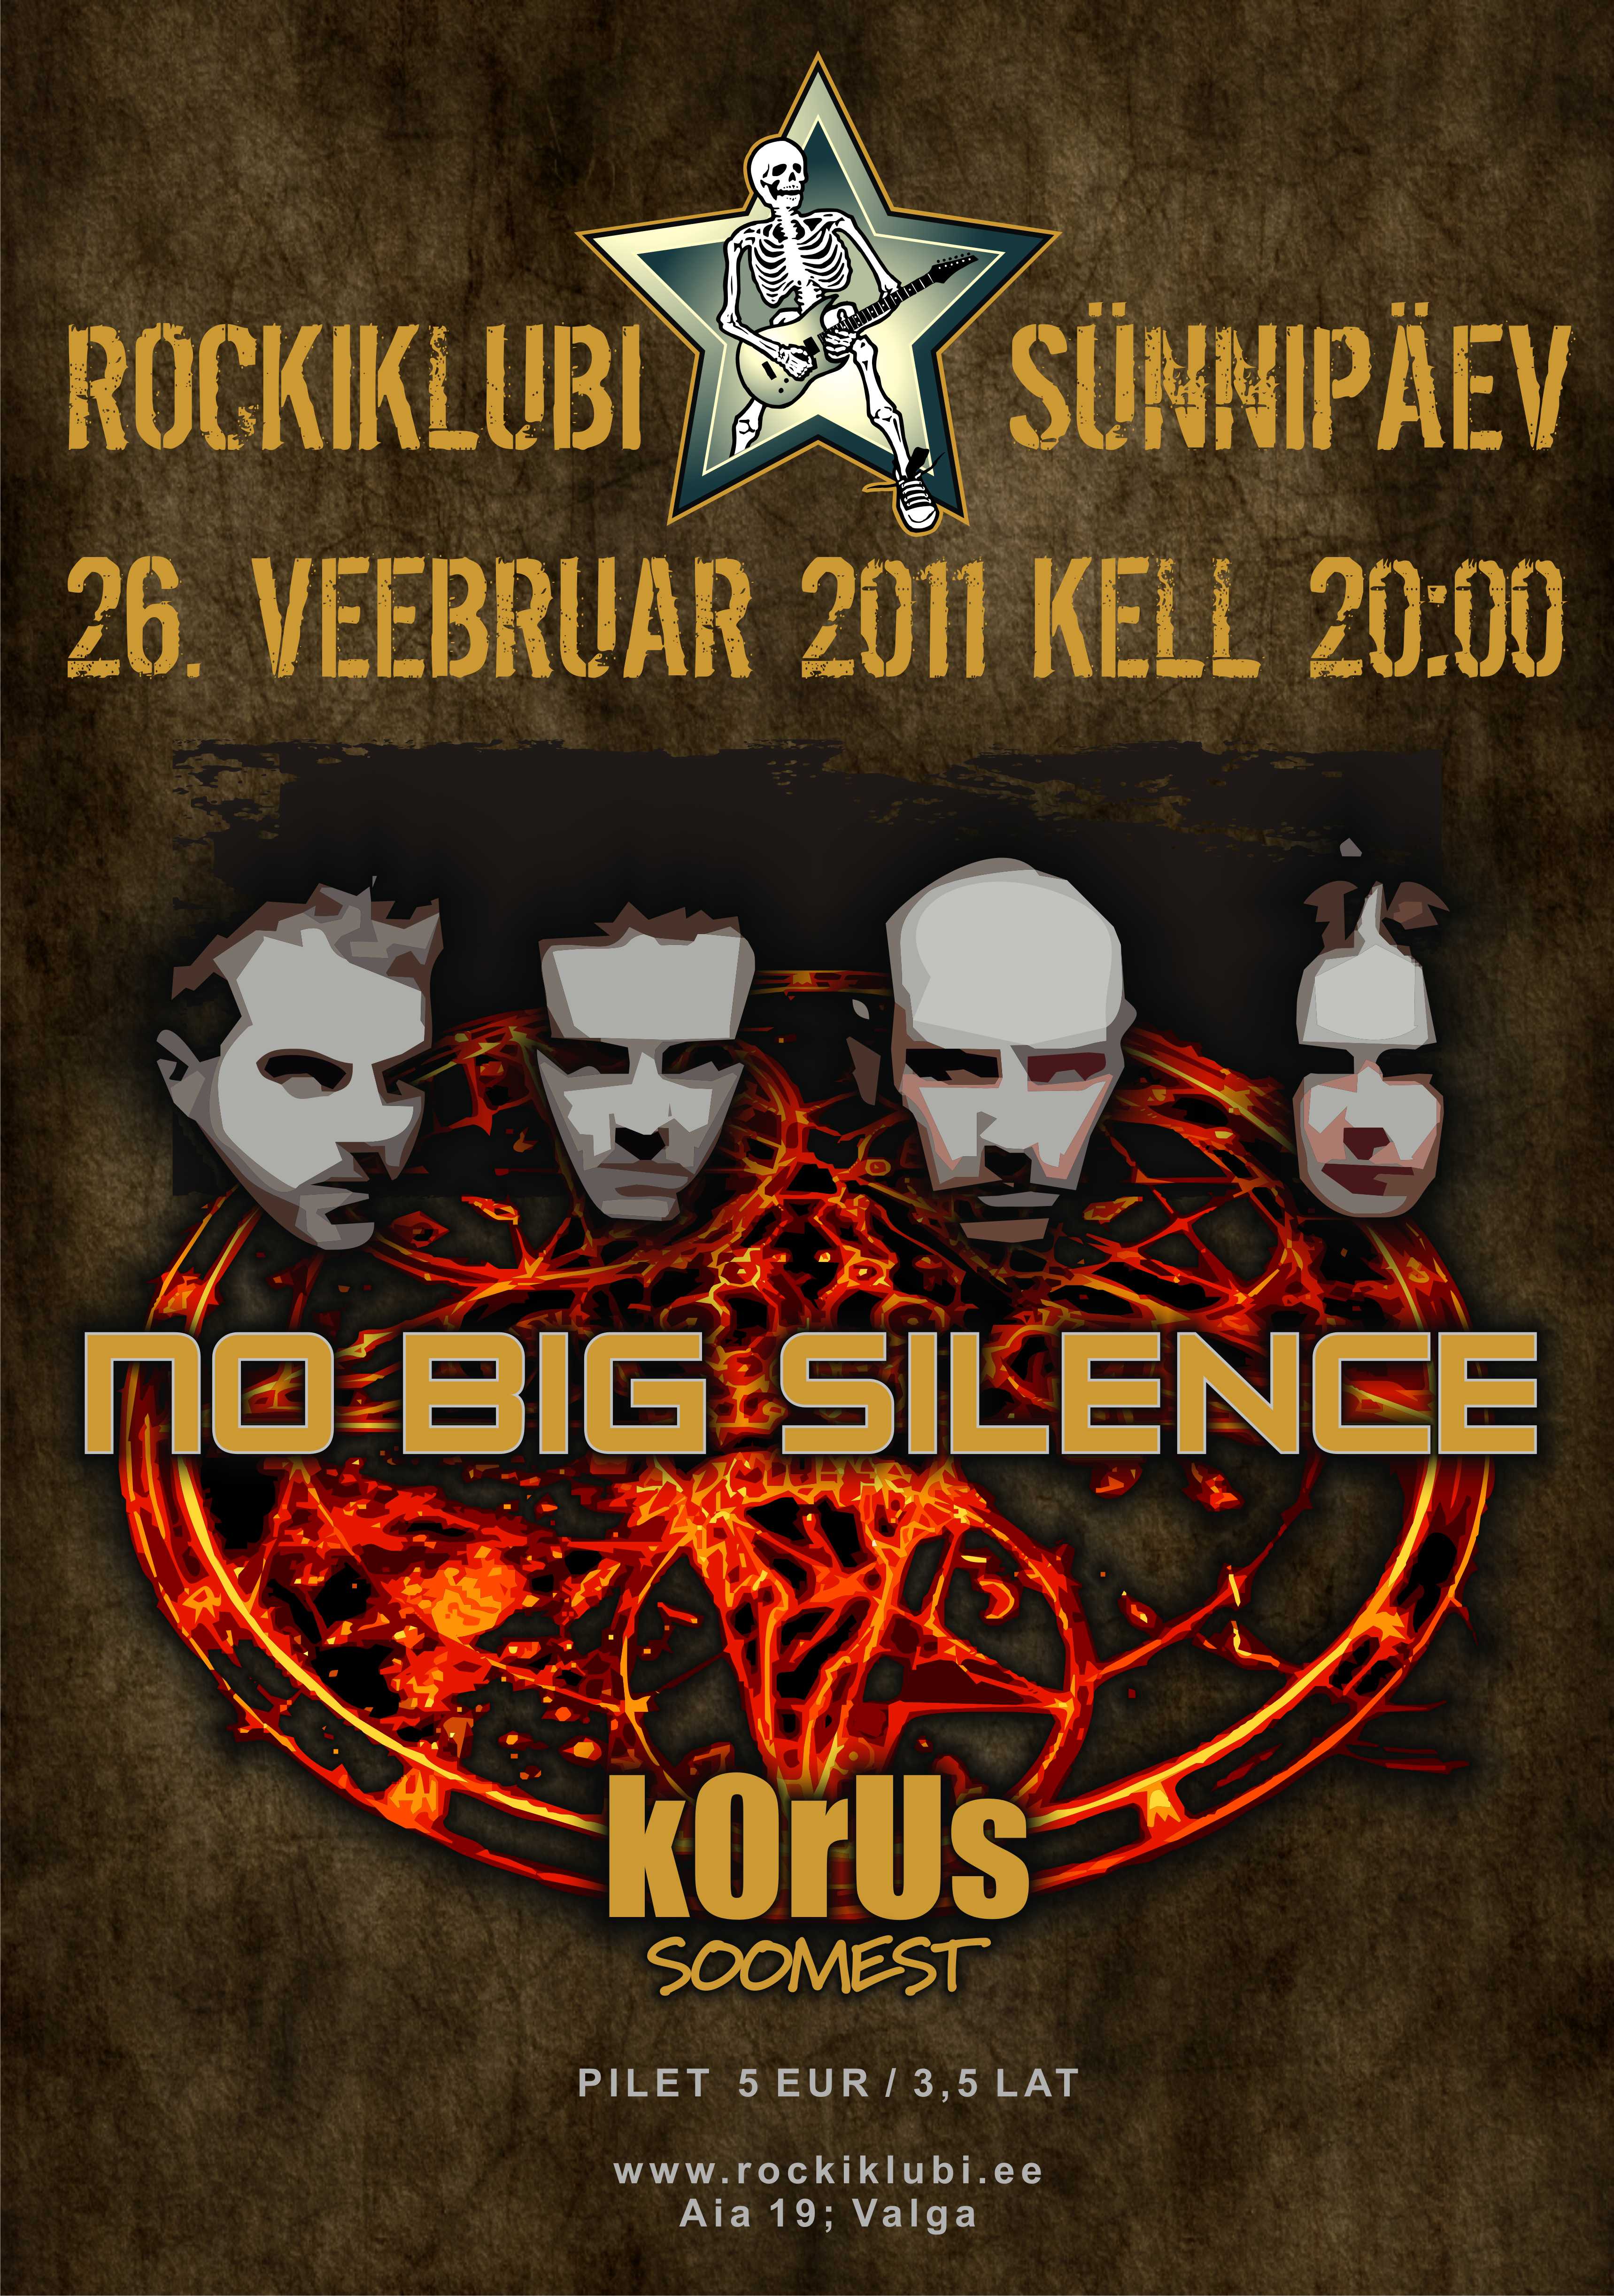 ROCKIKLUBI SÜNNIPÄEV
26. VEEBRUAR 2011 KELL 20:00
NO BIG SILENCE
kOrUs
SOOMEST
PILET 5 EUR / 3,5 LAT
www.rockiklubi.ee
Aia 19; Valga